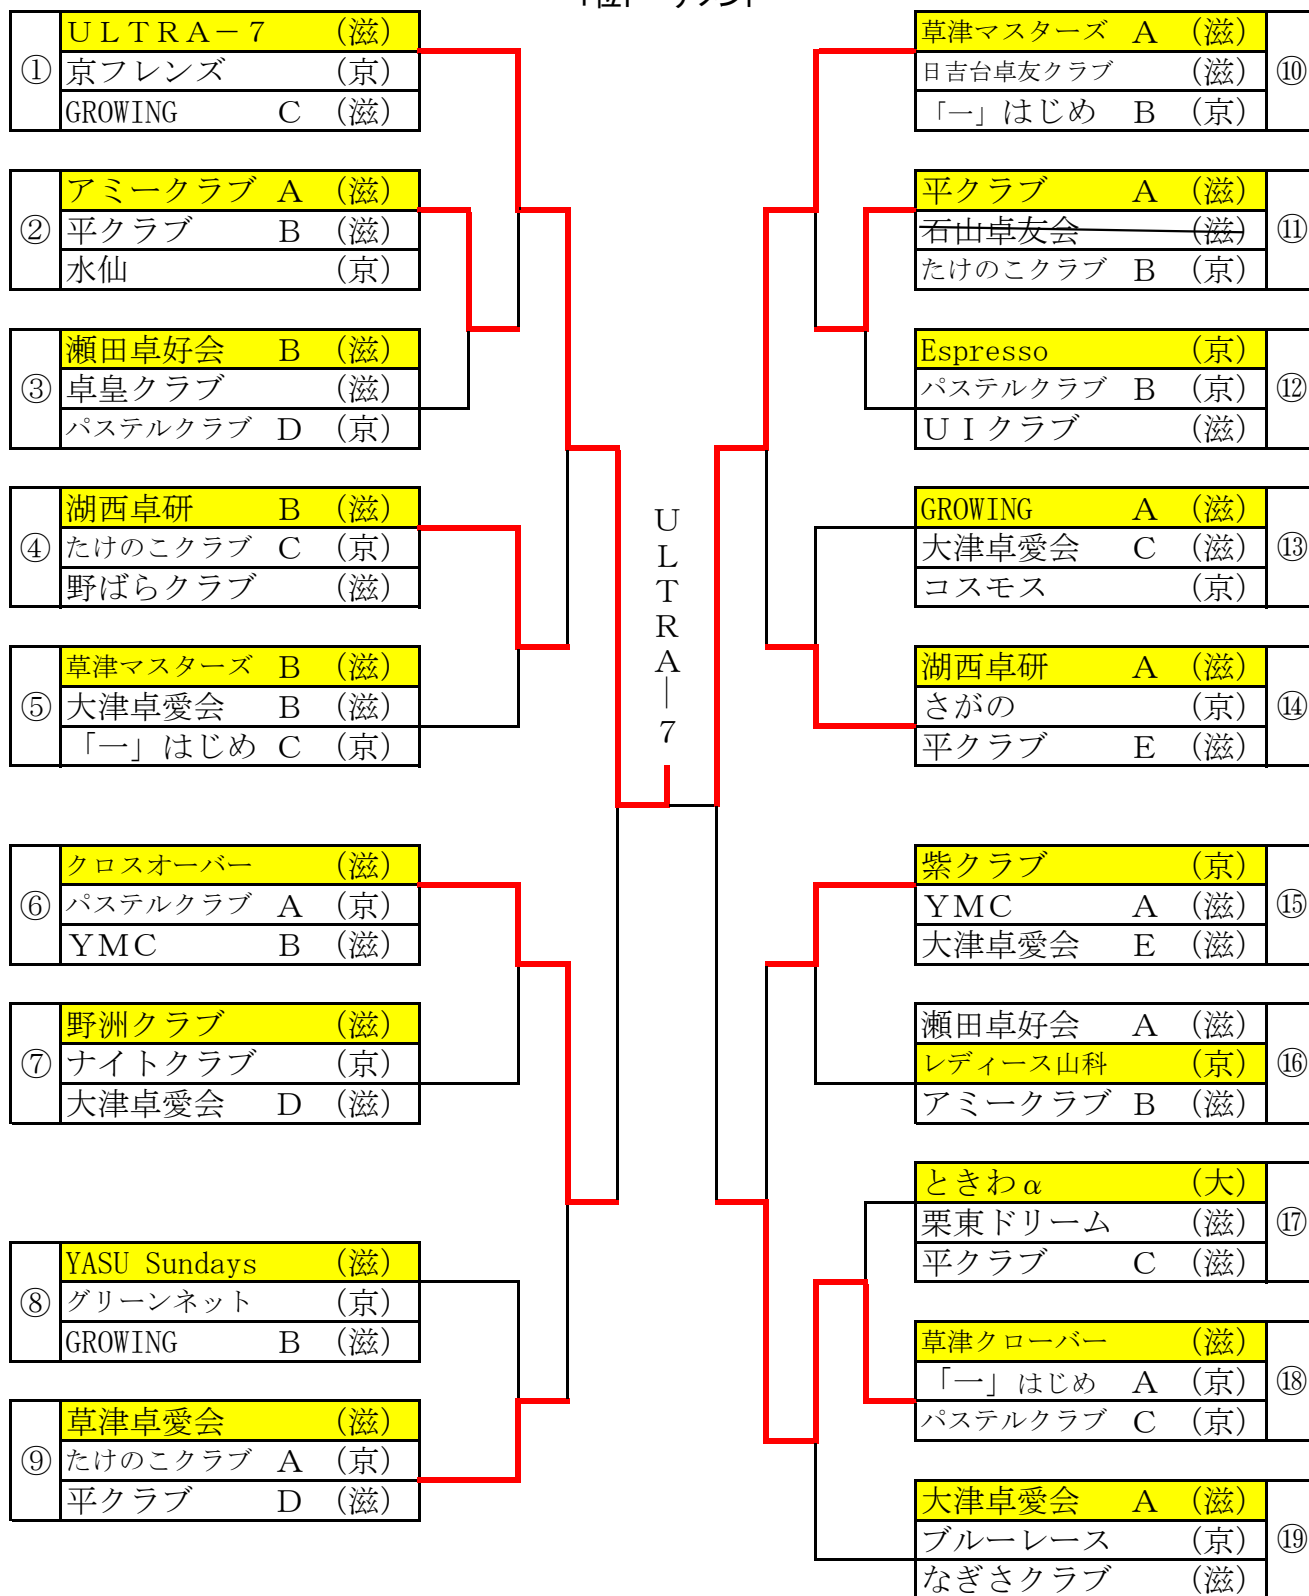 ①
ＵＬＴＲＡ－７ （滋）
京フレンズ （京）
GROWING C （滋）
②
アミークラブ A （滋）
平クラブ B （滋）
水仙 （京）
③
瀬田卓好会 B （滋）
卓皇クラブ （滋）
パステルクラブ D （京）
④
湖西卓研 B （滋）
たけのこクラブ C （京）
野ばらクラブ （滋）
⑤
草津マスターズ B （滋）
大津卓愛会 B （滋）
「一」はじめ C （京）
⑥
クロスオーバー （滋）
パステルクラブ A （京）
ＹＭＣ B （滋）
⑦
野洲クラブ （滋）
ナイトクラブ （京）
大津卓愛会 D （滋）
⑧
YASU Sundays （滋）
グリーンネット （京）
GROWING B （滋）
⑨
草津卓愛会 （滋）
たけのこクラブ A （京）
平クラブ D （滋）
ＵＬＴＲＡ－７
草津マスターズ A （滋）
日吉台卓友クラブ （滋）
「一」はじめ B （京）
⑩
平クラブ A （滋）
石山卓友会 （滋）
たけのこクラブ B （京）
⑪
Espresso （京）
パステルクラブ B （京）
ＵＩクラブ （滋）
⑫
GROWING A （滋）
大津卓愛会 C （滋）
コスモス （京）
⑬
湖西卓研 A （滋）
さがの （京）
平クラブ E （滋）
⑭
紫クラブ （京）
ＹＭＣ A （滋）
大津卓愛会 E （滋）
⑮
瀬田卓好会 A （滋）
レディース山科 （京）
アミークラブ B （滋）
⑯
ときわα （大）
栗東ドリーム （滋）
平クラブ C （滋）
⑰
草津クローバー （滋）
「一」はじめ A （京）
パステルクラブ C （京）
⑱
大津卓愛会 A （滋）
ブルーレース （京）
なぎさクラブ （滋）
⑲